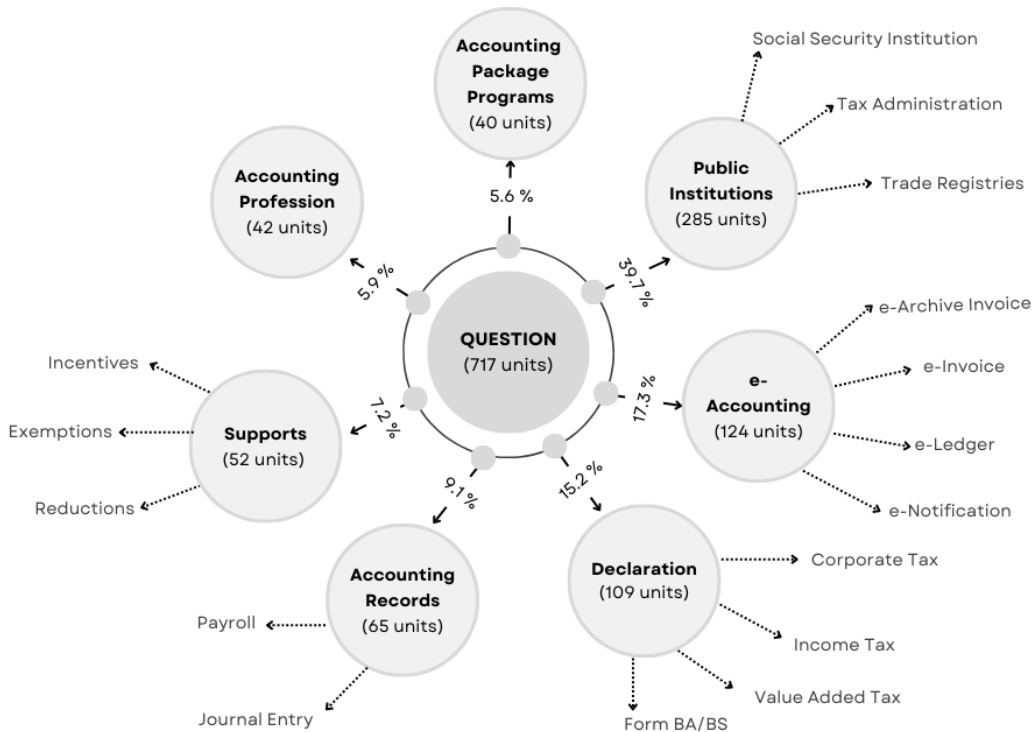 QUESTION
(717 units)
Accounting
Package
Programs
(40 units)
5.6 %
Public
Institutions
(285 units)
39.7 %
Social Security Institution
Tax Administration
Trade Registries
e-
Accounting
(124 units)
17.3 %
e-Archive Invoice
e-Invoice
e-Ledger
e-Notification
Declaration
(109 units)
15.2 %
Corporate Tax
Income Tax
Value Added Tax
Form BA/BS
Accounting
Records
(65 units)
9.1 %
Payroll
Journal Entry
Supports
(52 units)
7.2 %
Incentives
Exemptions
Reductions
Accounting
Profession
(42 units)
5.9 %